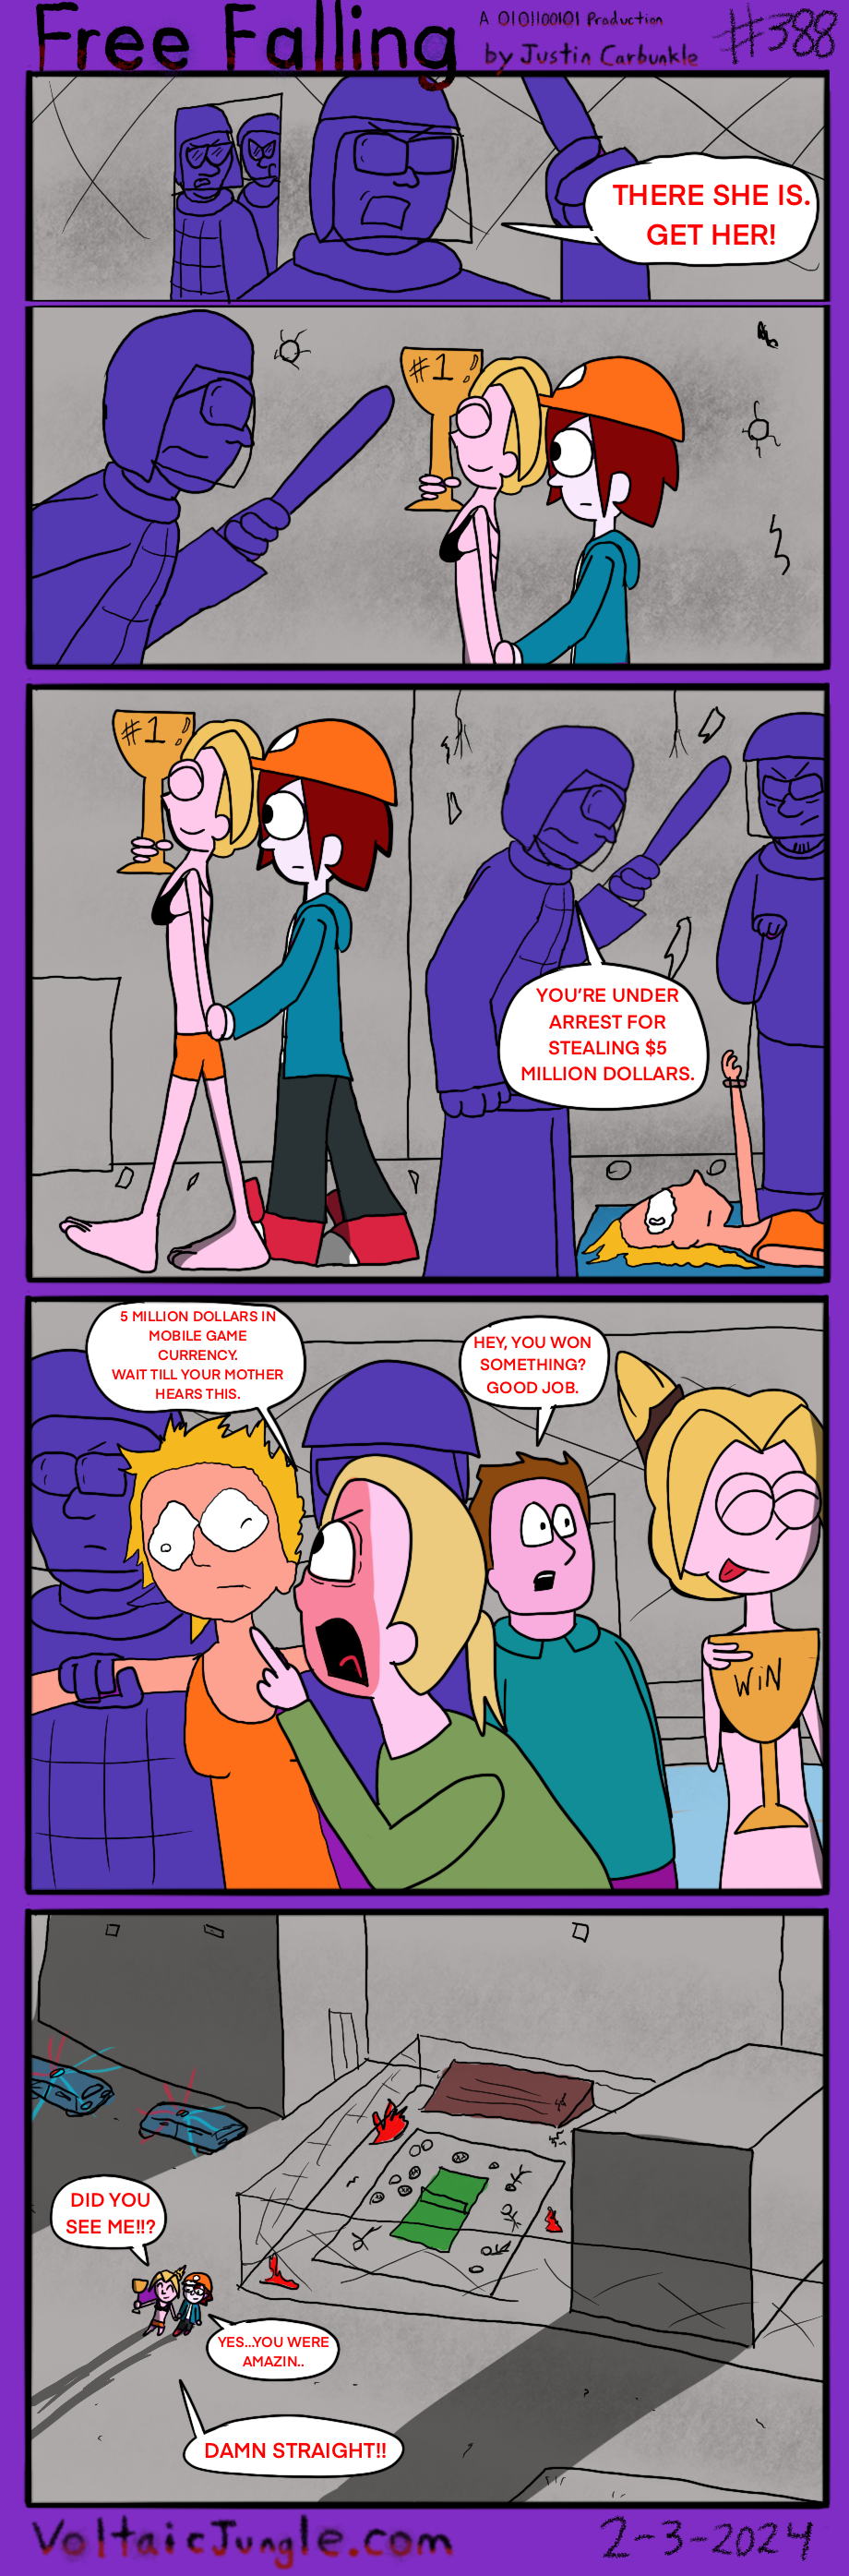 Free Falling
A 0101100101 Production
by Justin Carbunkle
#388
THERE SHE IS.
GET HER!
#1!
#1!
YOU'RE UNDER
ARREST FOR
STEALING $5
MILLION DOLLARS.
5 MILLION DOLLARS IN
MOBILE GAME
CURRENCY.
WAIT TILL YOUR MOTHER
HEARS THIS.
HEY, YOU WON
SOMETHING?
GOOD JOB.
WiN
DID YOU
SEE ME!!?
YES...YOU WERE
AMAZIN..
DAMN STRAIGHT!!
VoltaicJungle.com
2-3-2024